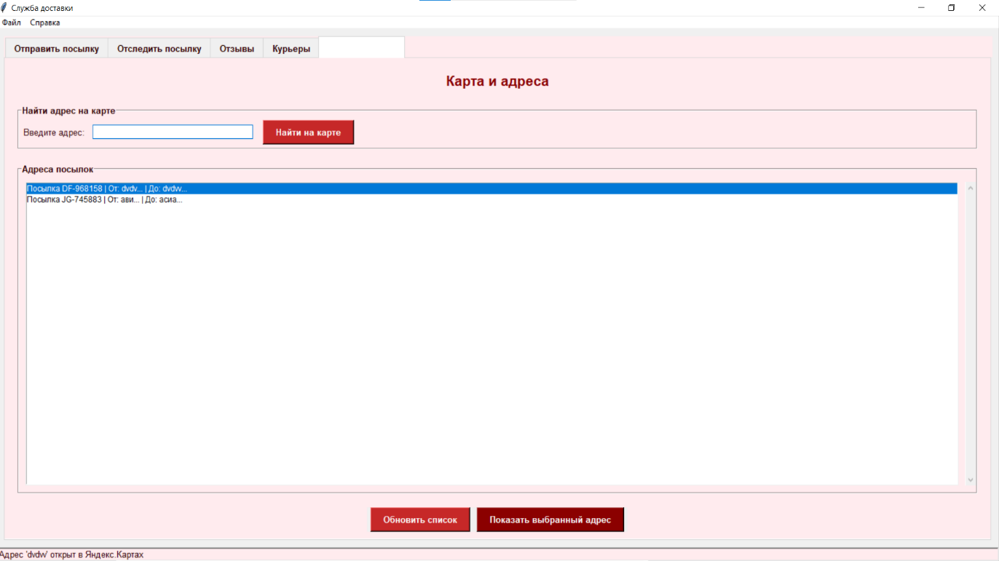 Служба доставки
Файл Справка
Отправить посылку Отследить посылку Отзывы Курьеры
Карта и адреса
Найти адрес на карте
Введите адрес: Найти на карте
Адреса посылок
Посылка DF-968158 | От: dvdv... | До: dvdvv...
Посылка JG-745883 | От: ави... | До: асиа...
Обновить список Показать выбранный адрес
Адрес 'dvdvv' открыт в Яндекс.Картах